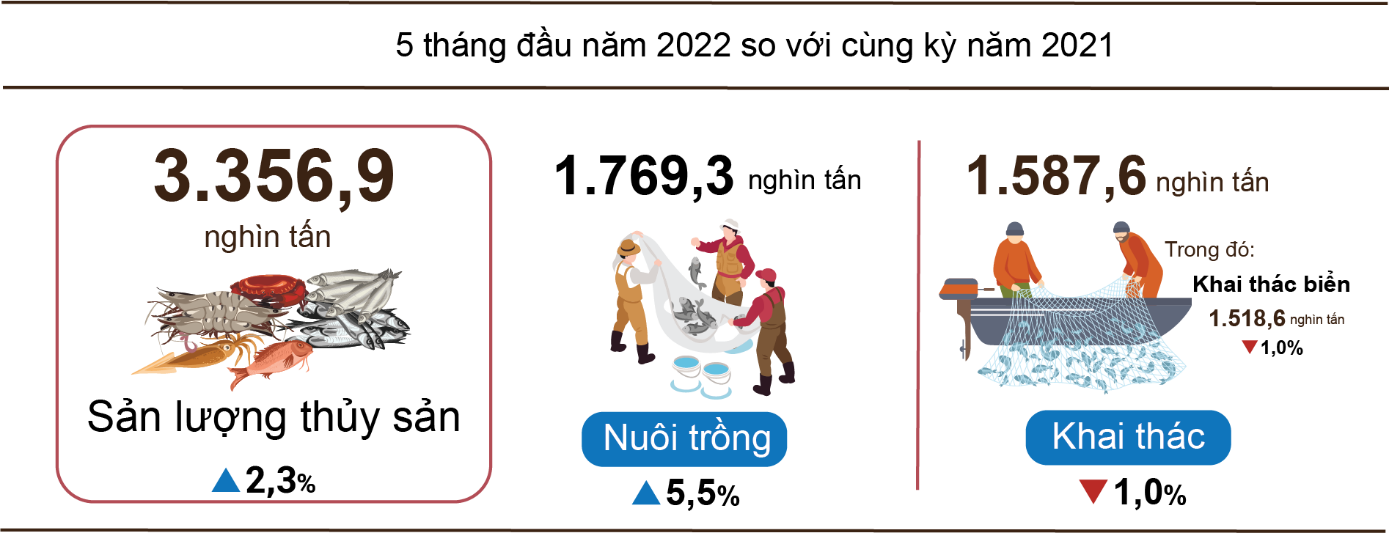 5 tháng đầu năm 2022 so với cùng kỳ năm 2021
3.356,9
nghìn tấn
Sản lượng thủy sản
2,3%
1.769,3 nghìn tấn
Nuôi trồng
5,5%
1.587,6 nghìn tấn
Trong đó:
Khai thác biển
1.518,6 nghìn tấn
1,0%
Khai thác
1,0%